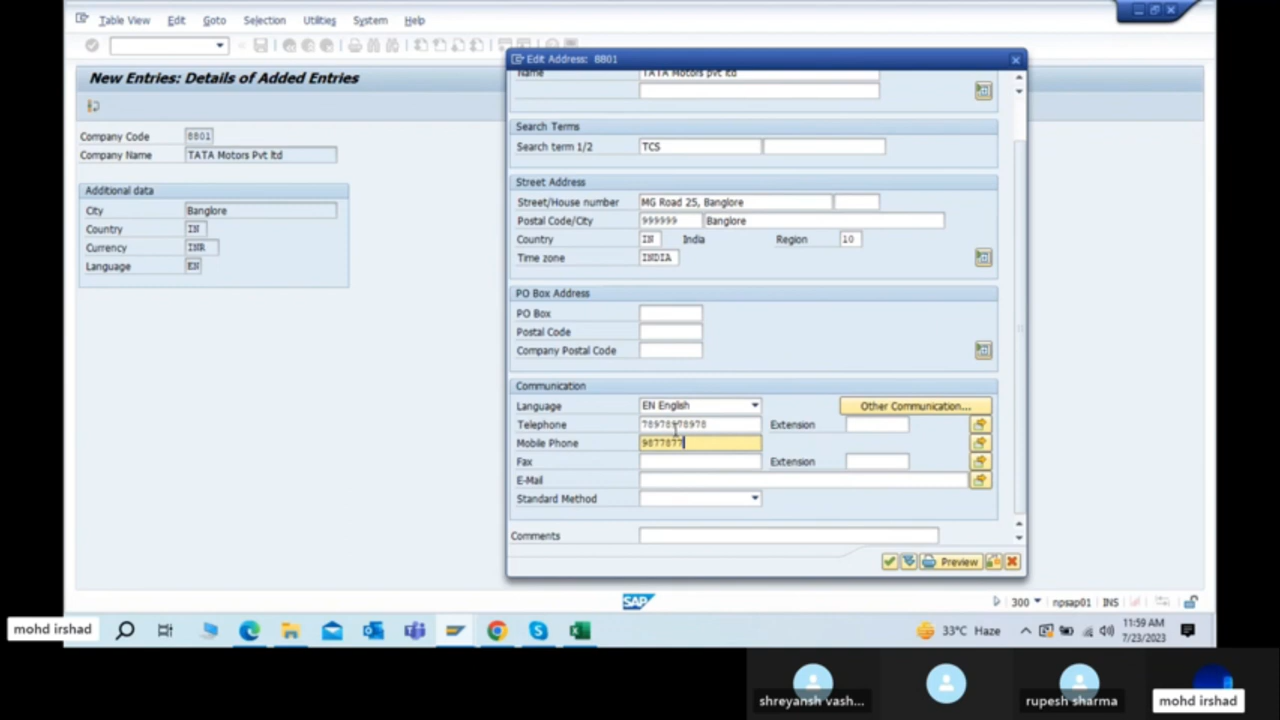 Table View Edit Goto Selection Utilities System Help
New Entries: Details of Added Entries
Company Code 8801
Company Name TATA Motors Pvt ltd
Additional data
City Banglore
Country IN
Currency INR
Language EN
Edit Address: 8801
Name TATA Motors pvt ltd
Search Terms
Search term 1/2 TCS
Street Address
Street/House number MG Road 25, Banglore
Postal Code/City 999999 Banglore
Country IN India Region 10
Time zone INDIA
PO Box Address
PO Box
Postal Code
Company Postal Code
Communication
Language EN English Other Communication...
Telephone 78978978978 Extension
Mobile Phone 9877877
Fax Extension
E-Mail
Standard Method
Comments
Preview
SAP
300 npsap01 INS
mohd irshad
33°C Haze
11:59 AM
7/23/2023
shreyansh vash...
rupesh sharma
mohd irshad